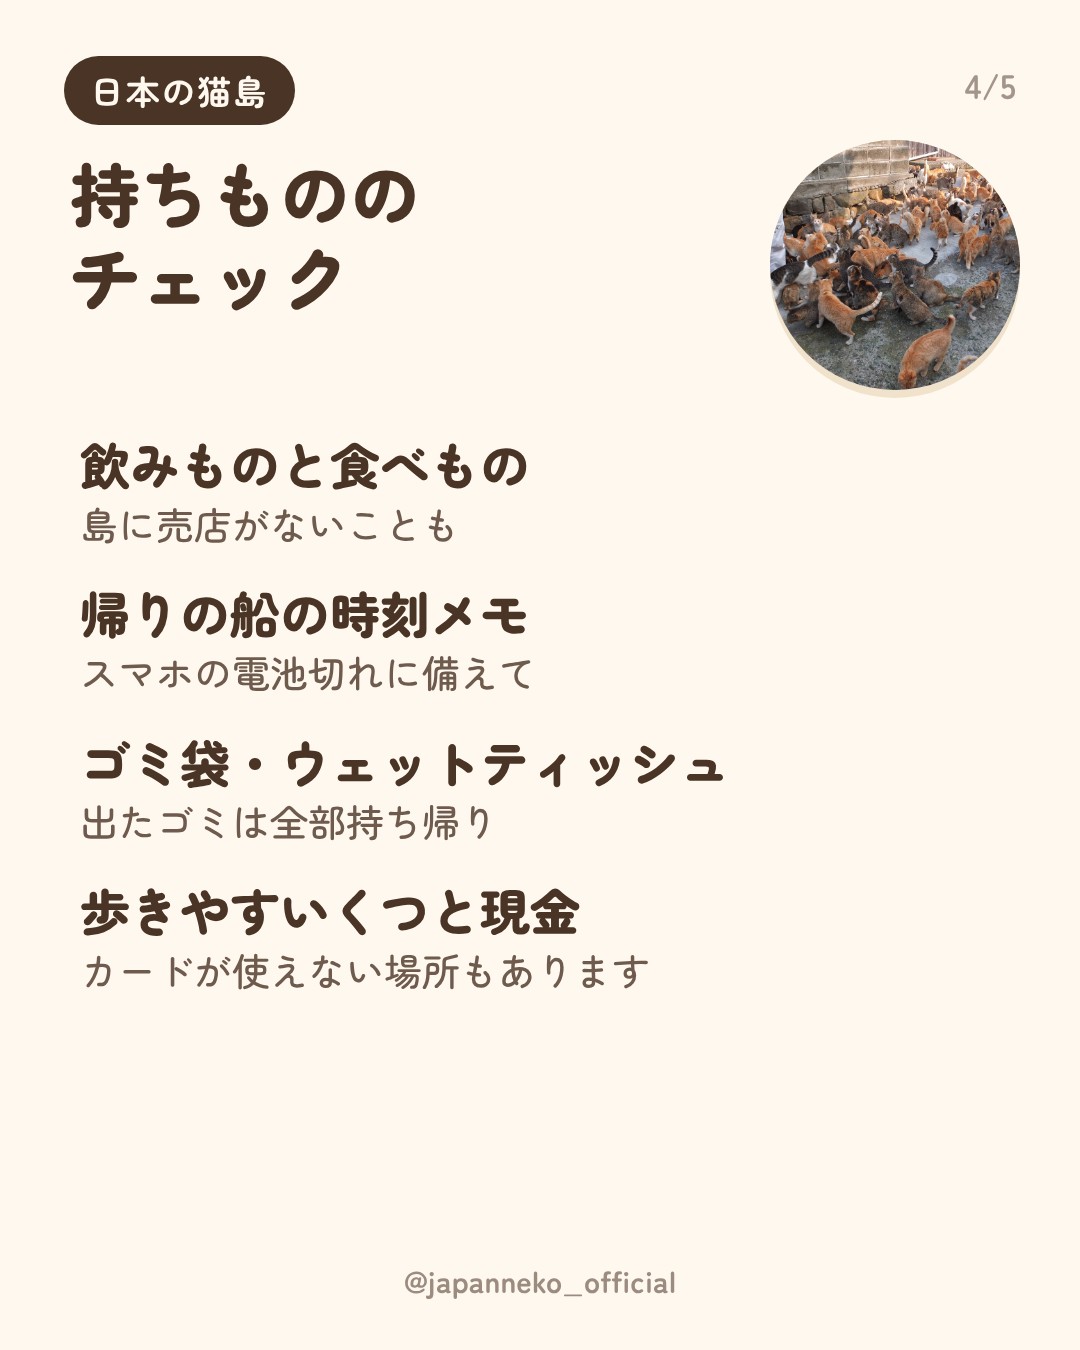 日本の猫島
4/5
持ちものの
チェック
飲みものと食べもの
島に売店がないことも
帰りの船の時刻メモ
スマホの電池切れに備えて
ゴミ袋・ウェットティッシュ
出たゴミは全部持ち帰り
歩きやすいくつと現金
カードが使えない場所もあります
@japanneko_official